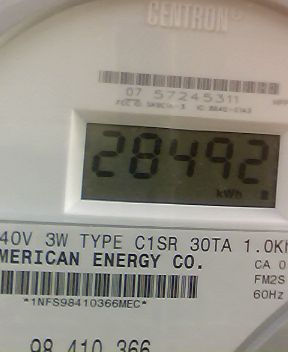 CENTRON®
07 57245311
28492
kWh
40V 3W TYPE C1SR 30TA 1.0Kh
MERICAN ENERGY CO.
CA 0
FM2S
60Hz
*1NFS98410366MEC*
98 410 366